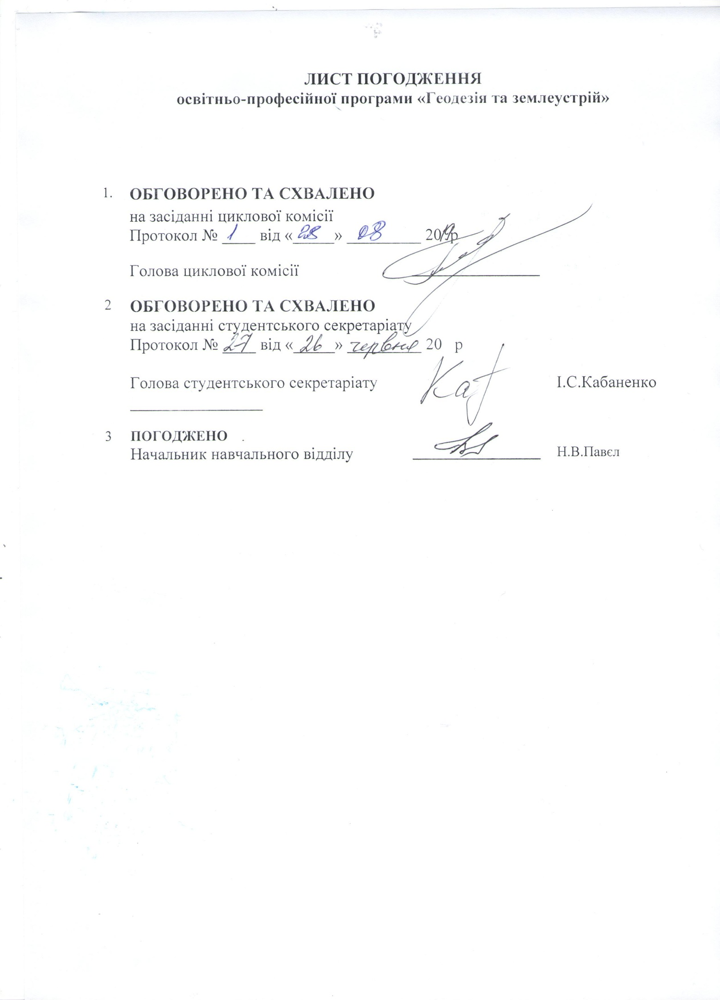 ЛИСТ ПОГОДЖЕННЯ
освітньо-професійної програми «Геодезія та землеустрій»
1. ОБГОВОРЕНО ТА СХВАЛЕНО
на засіданні циклової комісії
Протокол № 1 від «28» 08 2019р
Голова циклової комісії
2 ОБГОВОРЕНО ТА СХВАЛЕНО
на засіданні студентського секретаріату
Протокол № 27 від «26» червня 20 р
Голова студентського секретаріату І.С.Кабаненко
3 ПОГОДЖЕНО
Начальник навчального відділу Н.В.Павєл